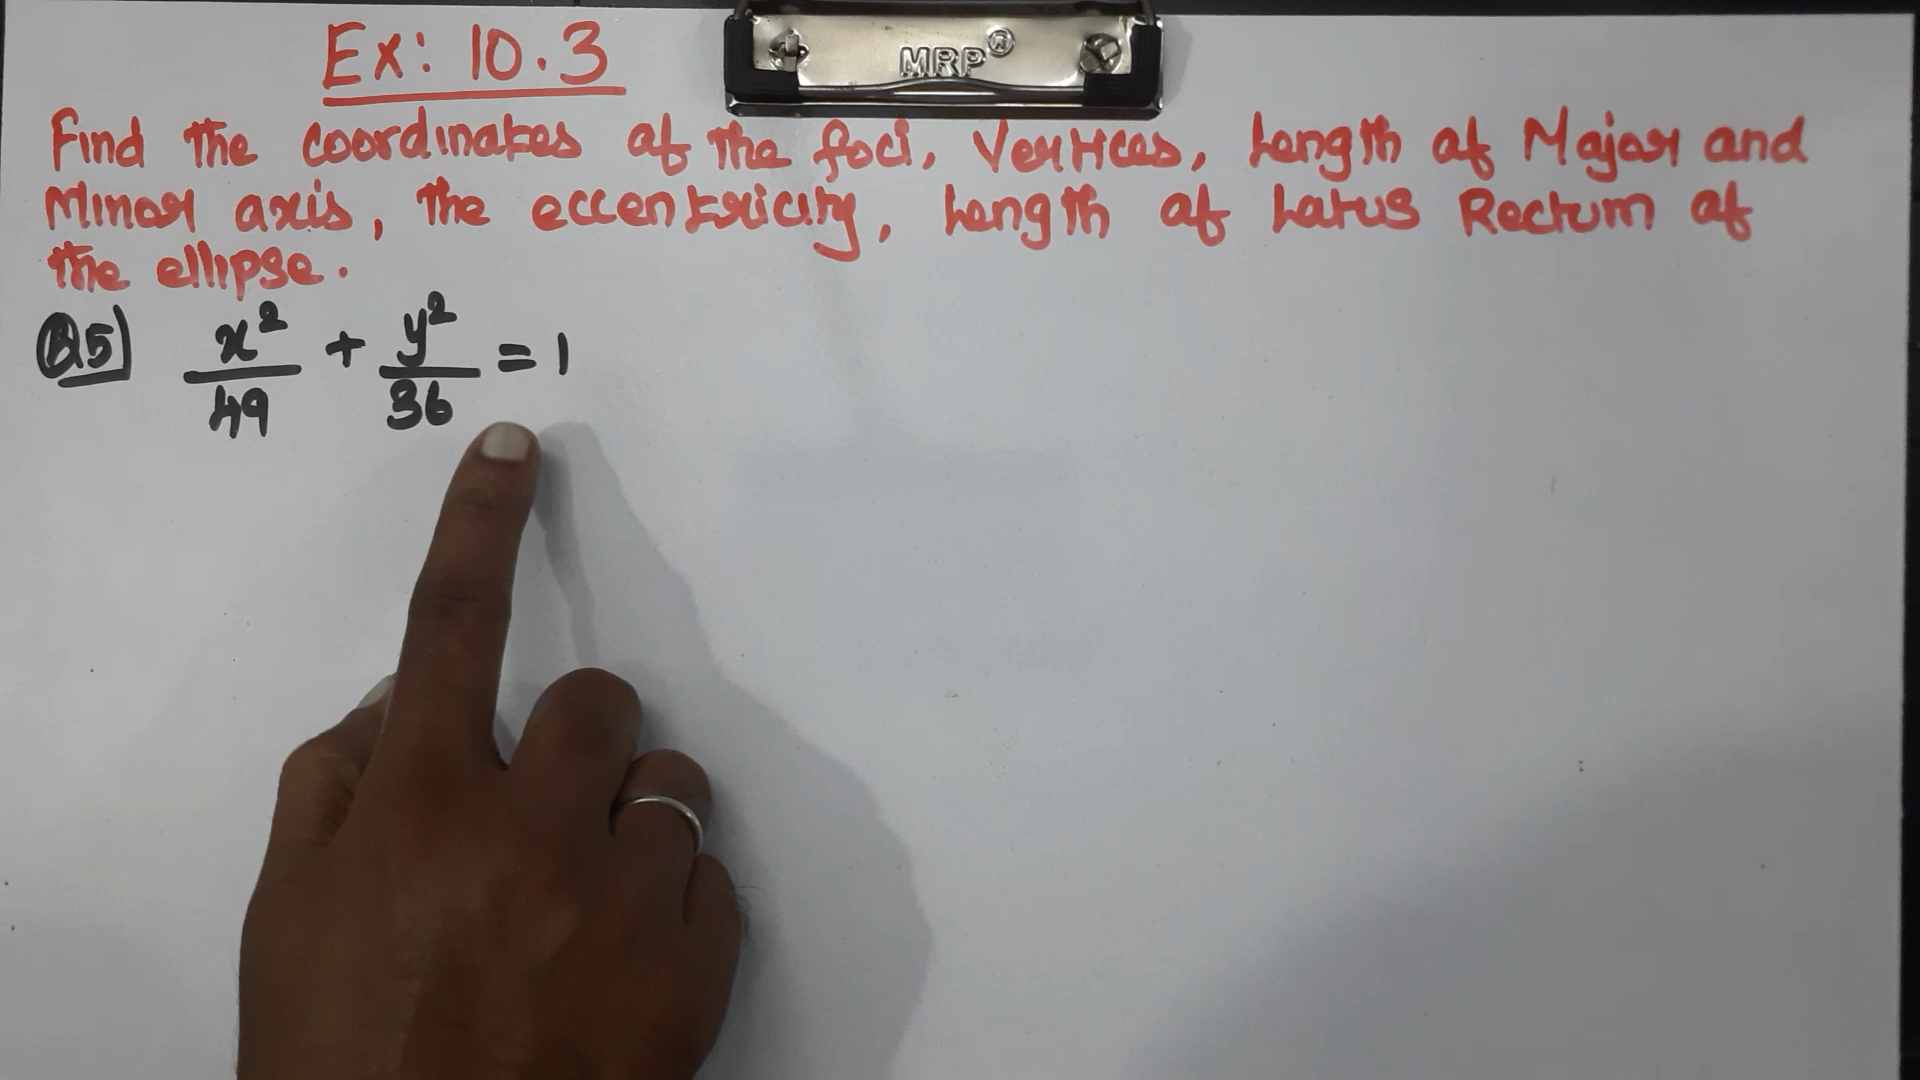 Ex: 10.3
MRP®
Find the coordinates of the foci, Vertices, Length of Major and
Minor axis, the eccentricity, Length of Latus Rectum of
the ellipse.
Q5) x²/49 + y²/36 = 1